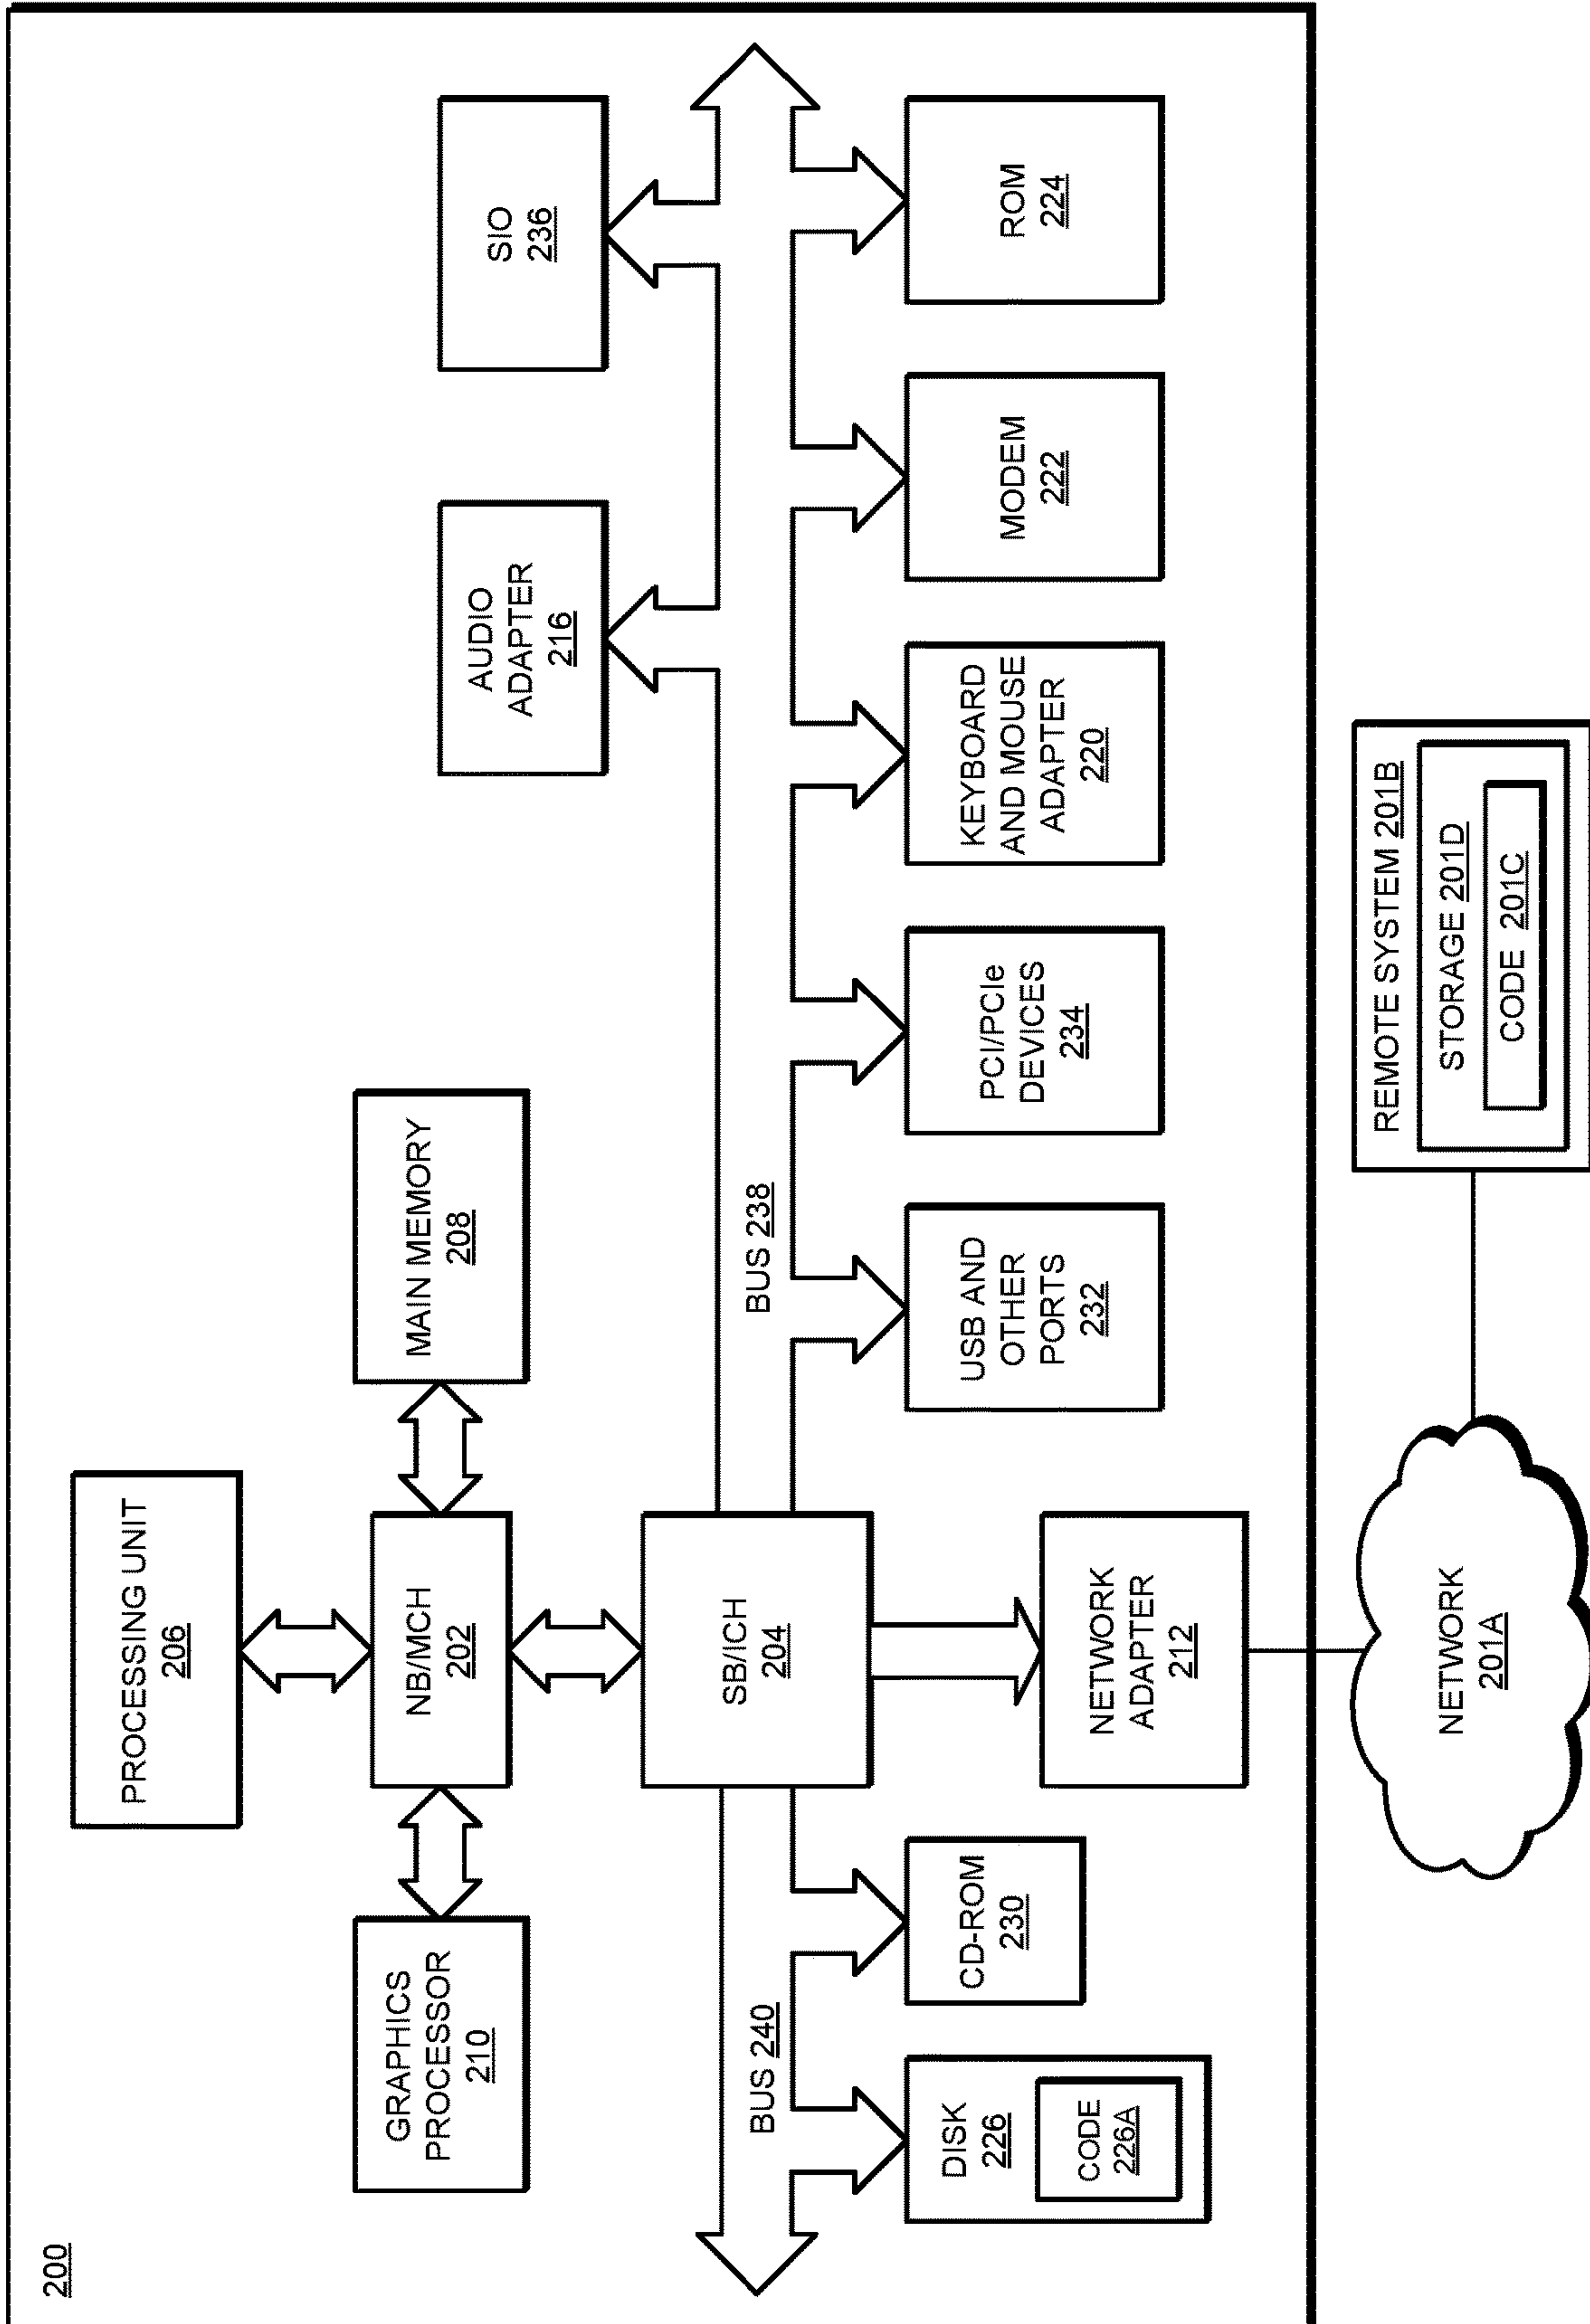 200
PROCESSING UNIT
206
GRAPHICS
PROCESSOR
210
NB/MCH
202
MAIN MEMORY
208
AUDIO
ADAPTER
216
SIO
236
SB/ICH
204
BUS 240
BUS 238
DISK
226
CODE
226A
CD-ROM
230
NETWORK
ADAPTER
212
USB AND
OTHER
PORTS
232
PCI/PCIe
DEVICES
234
KEYBOARD
AND MOUSE
ADAPTER
220
MODEM
222
ROM
224
NETWORK
201A
REMOTE SYSTEM 201B
STORAGE 201D
CODE 201C